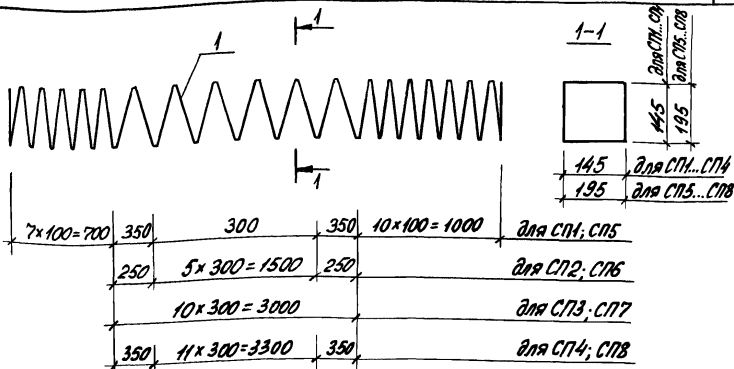 1
1
1-1
1
для СП1...СП4
для СП5...СП8
145
195
145 для СП1...СП4
195 для СП5...СП8
7×100=700 350 300 350 10×100=1000 для СП1; СП5
250 5×300=1500 250 для СП2; СП6
10×300=3000 для СП3; СП7
350 11×300=3300 350 для СП4; СП8